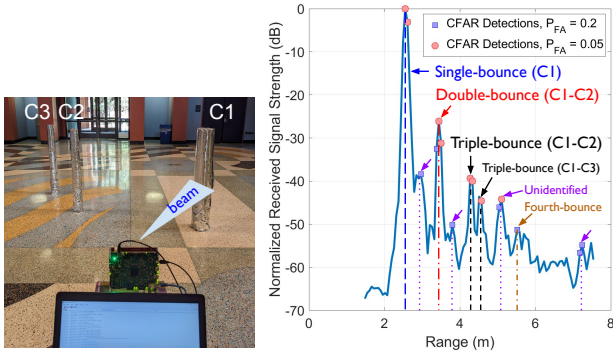 C3 C2 C1
beam
Normalized Received Signal Strength (dB)
0
-10
-20
-30
-40
-50
-60
-70
CFAR Detections, P_FA = 0.2
CFAR Detections, P_FA = 0.05
Single-bounce (C1)
Double-bounce (C1-C2)
Triple-bounce (C1-C2)
Triple-bounce (C1-C3)
Unidentified
Fourth-bounce
0 2 4 6 8
Range (m)